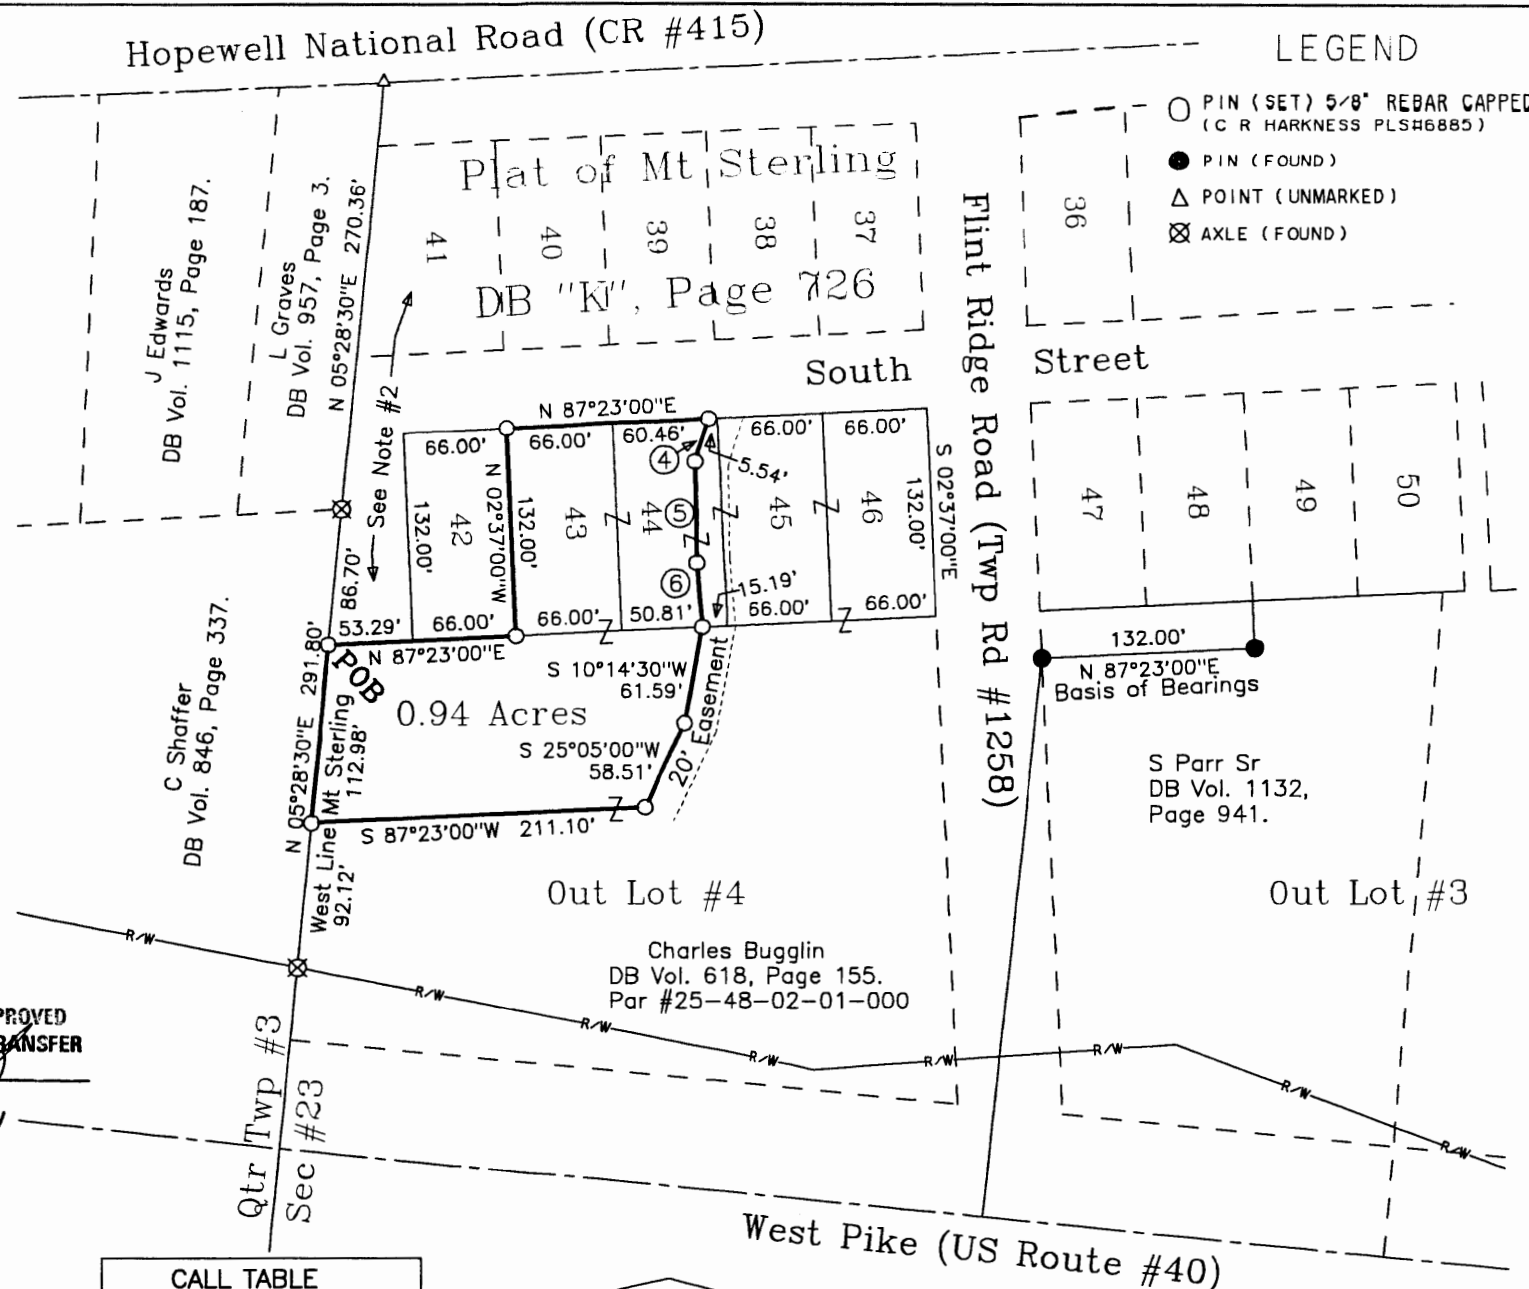 Hopewell National Road (CR #415)
LEGEND
PIN (SET) 5/8" REBAR CAPPED
(C R HARKNESS PLS#6885)
PIN (FOUND)
POINT (UNMARKED)
AXLE (FOUND)
Plat of Mt Sterling
DB "K", Page 726
41
40
39
38
37
36
J Edwards
DB Vol. 1115, Page 187.
L Graves
DB Vol. 957, Page 3.
N 05°28'30"E 270.36'
See Note #2
South Street
Flint Ridge Road (Twp Rd #1258)
N 87°23'00"E
66.00'
66.00'
60.46'
5.54'
66.00'
66.00'
4
5
6
132.00'
42
N 02°37'00"W
132.00'
43
44
45
46
132.00'
S 02°37'00"E
47
48
49
50
86.70'
53.29'
66.00'
66.00'
50.81'
15.19'
66.00'
66.00'
N 87°23'00"E
POB
291.80'
N 05°28'30"E
West Line Mt Sterling
112.98'
92.12'
0.94 Acres
S 10°14'30"W
61.59'
S 25°05'00"W
58.51'
20' Easement
S 87°23'00"W 211.10'
132.00'
N 87°23'00"E
Basis of Bearings
C Shaffer
DB Vol. 846, Page 337.
S Parr Sr
DB Vol. 1132,
Page 941.
Out Lot #4
Out Lot #3
Charles Bugglin
DB Vol. 618, Page 155.
Par #25-48-02-01-000
R/W
R/W
R/W
R/W
R/W
R/W
R/W
R/W
PROVED
RANSFER
Qtr Twp #3
Sec #23
West Pike (US Route #40)
CALL TABLE